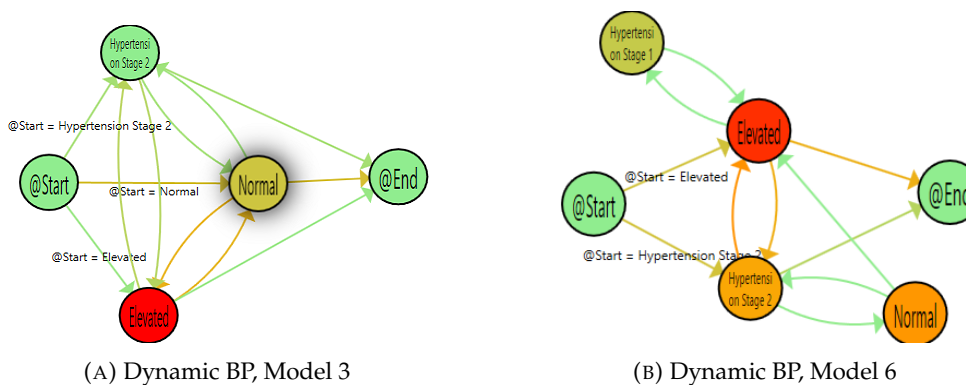 Hypertensi
on Stage 2
@Start = Hypertension Stage 2
@Start
@Start = Normal
Normal
@End
@Start = Elevated
Elevated
(A) Dynamic BP, Model 3
Hypertensi
on Stage 1
Elevated
@Start = Elevated
@Start
@End
@Start = Hypertension Stage 2
Hypertensi
on Stage 2
Normal
(B) Dynamic BP, Model 6